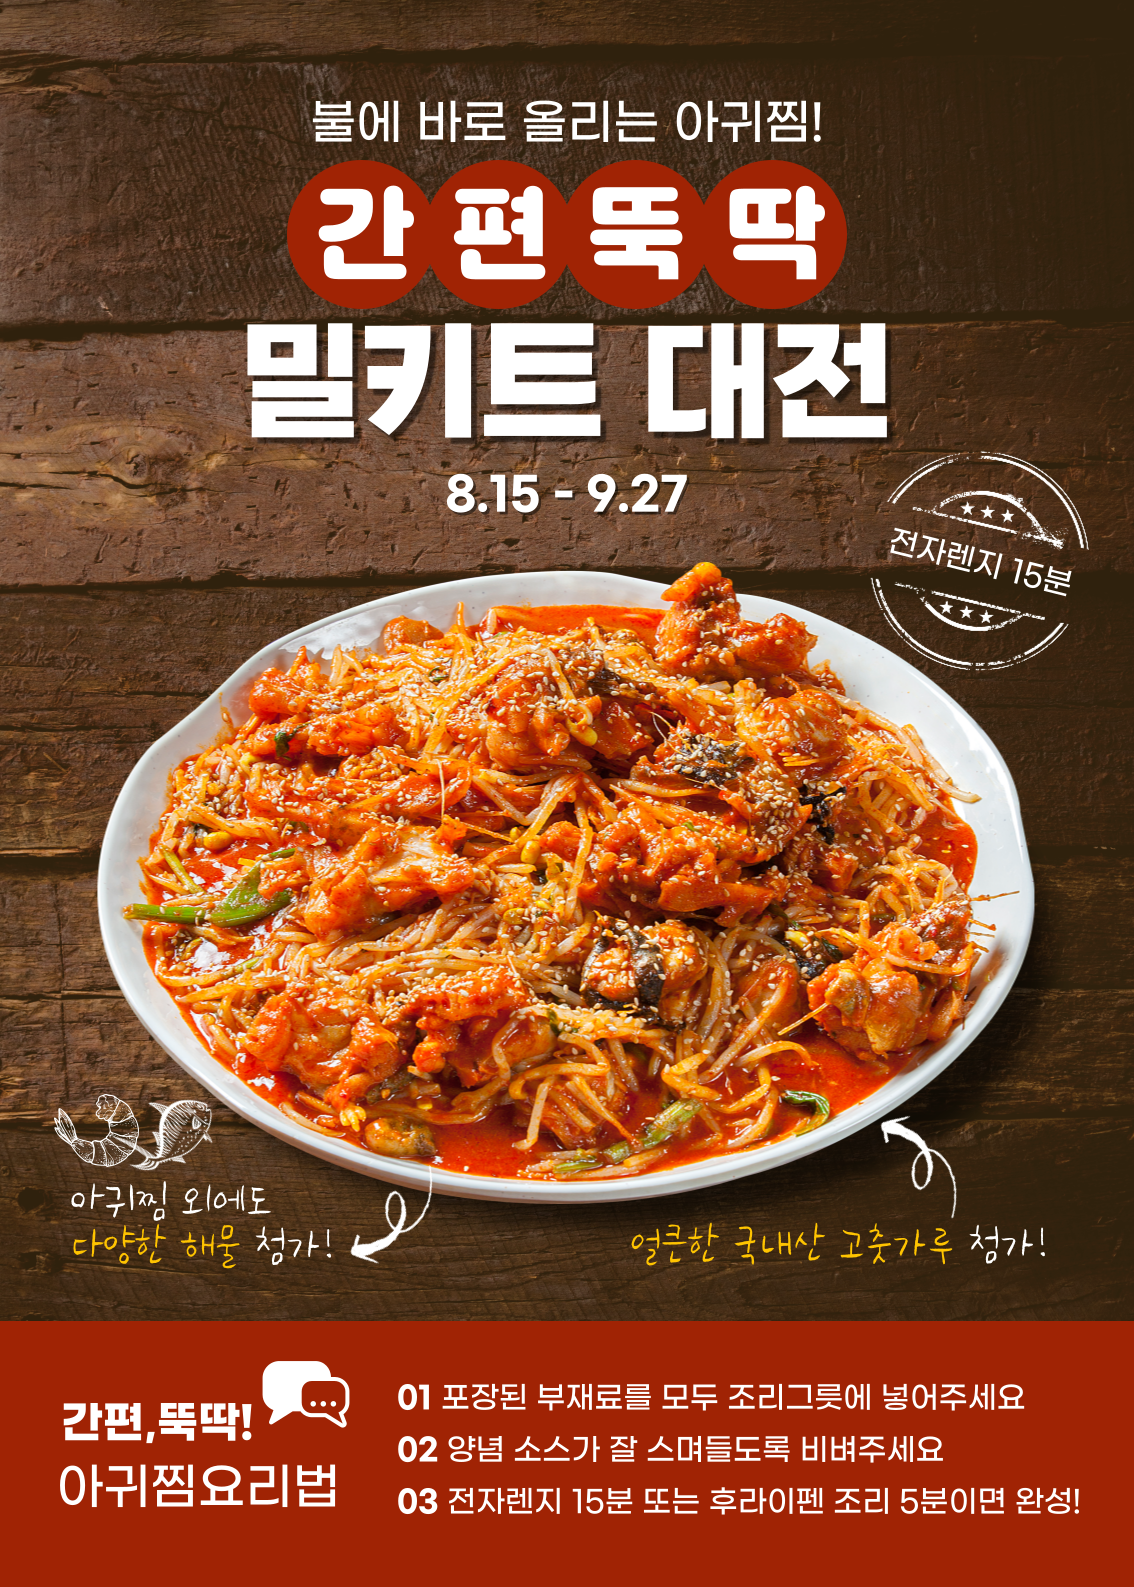 불에 바로 올리는 아귀찜!
간편뚝딱
밀키트 대전
8.15 - 9.27
전자렌지 15분
아귀찜 외에도
다양한 해물 첨가!
얼큰한 국내산 고춧가루 첨가!
간편,뚝딱!
아귀찜요리법
01 포장된 부재료를 모두 조리그릇에 넣어주세요
02 양념 소스가 잘 스며들도록 비벼주세요
03 전자렌지 15분 또는 후라이펜 조리 5분이면 완성!